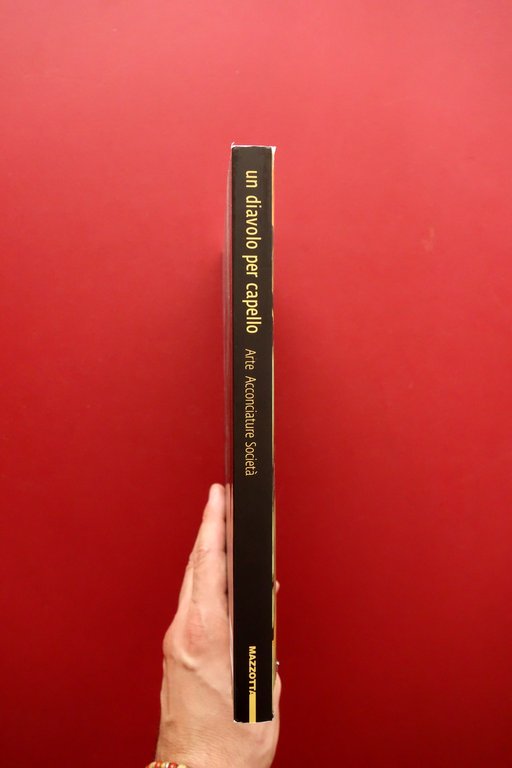 un diavolo per capello
Arte Acconciature Società
MAZZOTTA